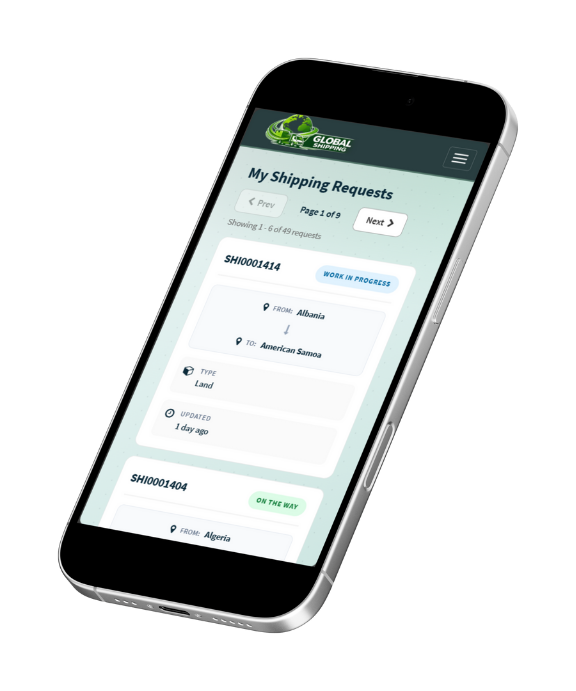 GLOBAL
SHIPPING
My Shipping Requests
Prev
Page 1 of 9
Next
Showing 1 - 6 of 49 requests
SHI0001414
WORK IN PROGRESS
FROM: Albania
TO: American Samoa
TYPE
Land
UPDATED
1 day ago
SHI0001404
ON THE WAY
FROM: Algeria